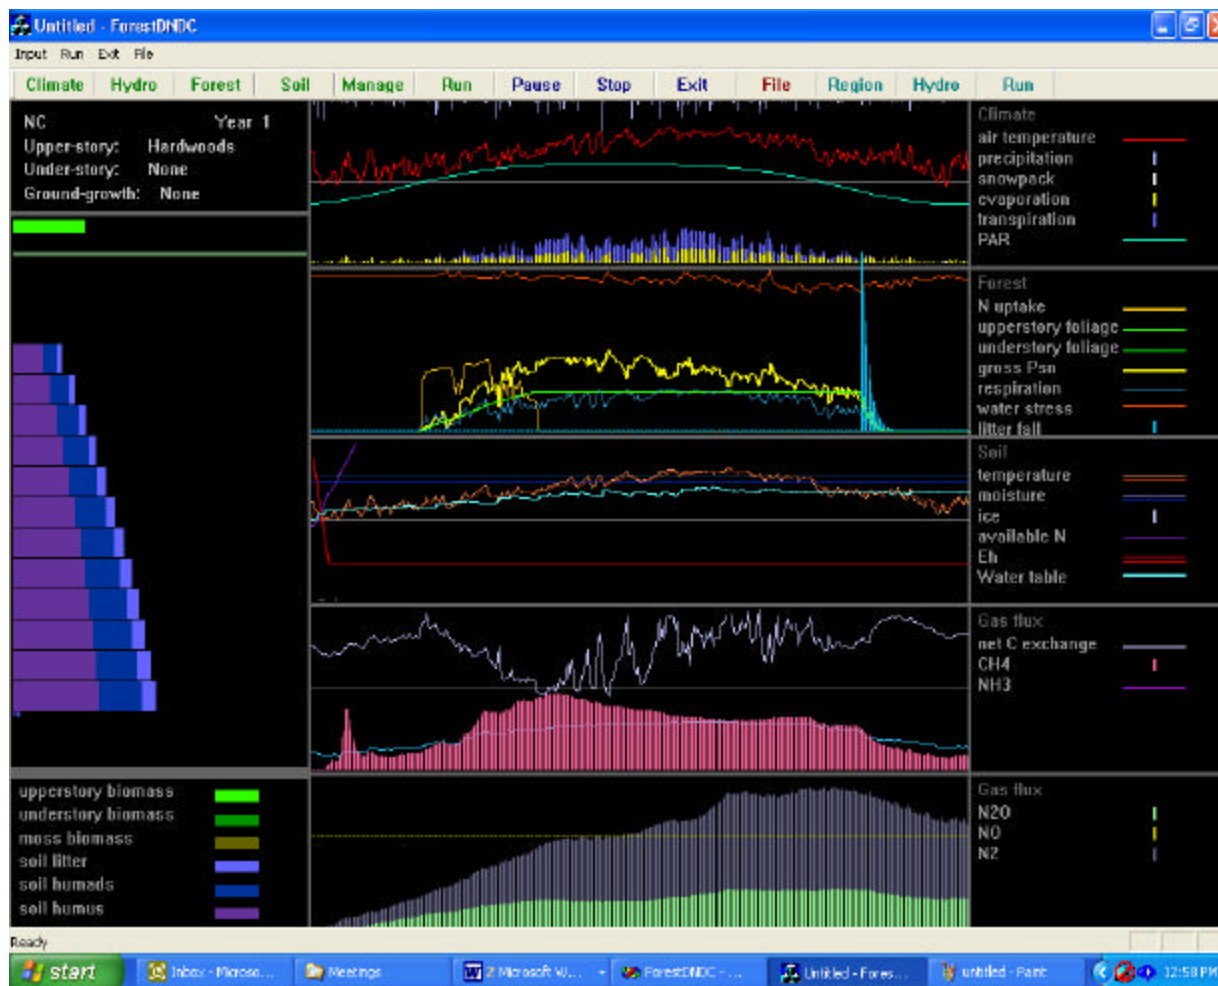 Untitled - ForestDNDC
Input Run Exit File
Climate Hydro Forest Soil Manage Run Pause Stop Exit File Region Hydro Run
NC Year 1
Upper-story: Hardwoods
Under-story: None
Ground-growth: None
Climate
air temperature
precipitation
snowpack
evaporation
transpiration
PAR
Forest
N uptake
upperstory foliage
understory foliage
gross Psn
respiration
water stress
litter fall
Soil
temperature
moisture
ice
available N
Eh
Water table
Gas flux
net C exchange
CH4
NH3
upperstory biomass
understory biomass
moss biomass
soil litter
soil humads
soil humus
Gas flux
N2O
NO
N2
Ready
start Inbox - Microso... Meetings 2 Microsoft W... ForestDNDC - ... Untitled - Fores... untitled - Paint 12:58 PM